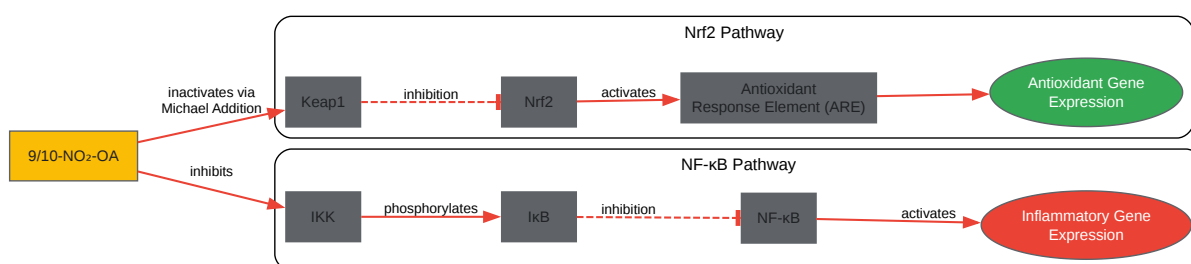 Nrf2 Pathway
inactivates via
Michael Addition
Keap1
inhibition
Nrf2
activates
Antioxidant
Response Element (ARE)
Antioxidant Gene
Expression
9/10-NO₂-OA
NF-κB Pathway
inhibits
IKK
phosphorylates
IκB
inhibition
NF-κB
activates
Inflammatory Gene
Expression